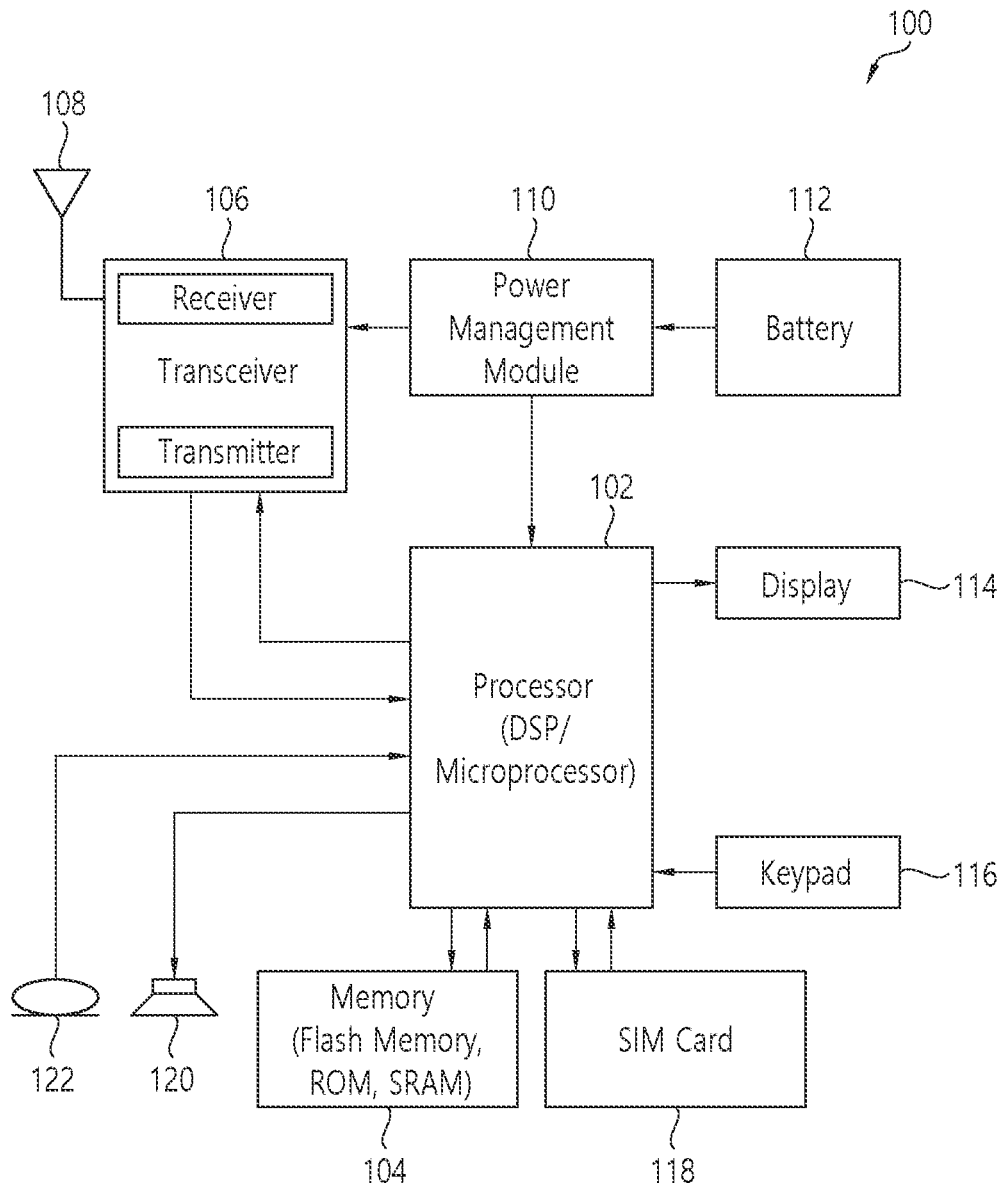 100
108
106
110
112
Receiver
Transceiver
Transmitter
Power
Management
Module
Battery
102
Display
114
Processor
(DSP/
Microprocessor)
Keypad
116
Memory
(Flash Memory,
ROM, SRAM)
SIM Card
122
120
104
118